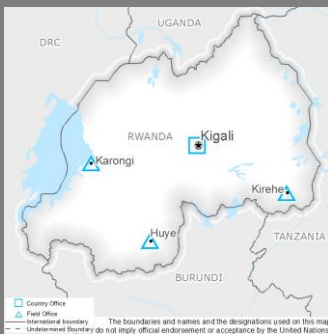 UGANDA
DRC
RWANDA
Kigali
Karongi
Kirehe
Huye
TANZANIA
BURUNDI
Country Office
Field Office
International boundary
Undetermined Boundary
The boundaries and names and the designations used on this map
do not imply official endorsement or acceptance by the United Nations